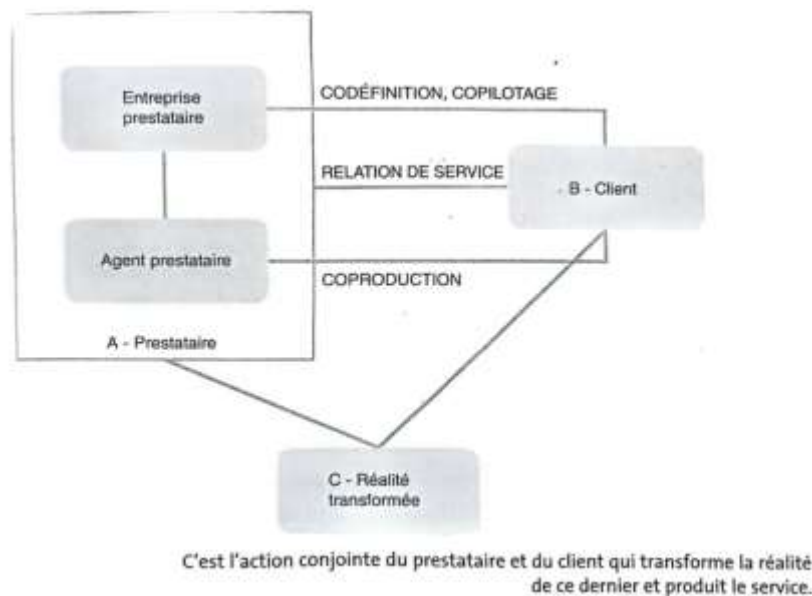 Entreprise
prestataire
CODÉFINITION, COPILOTAGE
RELATION DE SERVICE
B - Client
Agent prestataire
COPRODUCTION
A - Prestataire
C - Réalité
transformée
C'est l'action conjointe du prestataire et du client qui transforme la réalité
de ce dernier et produit le service.